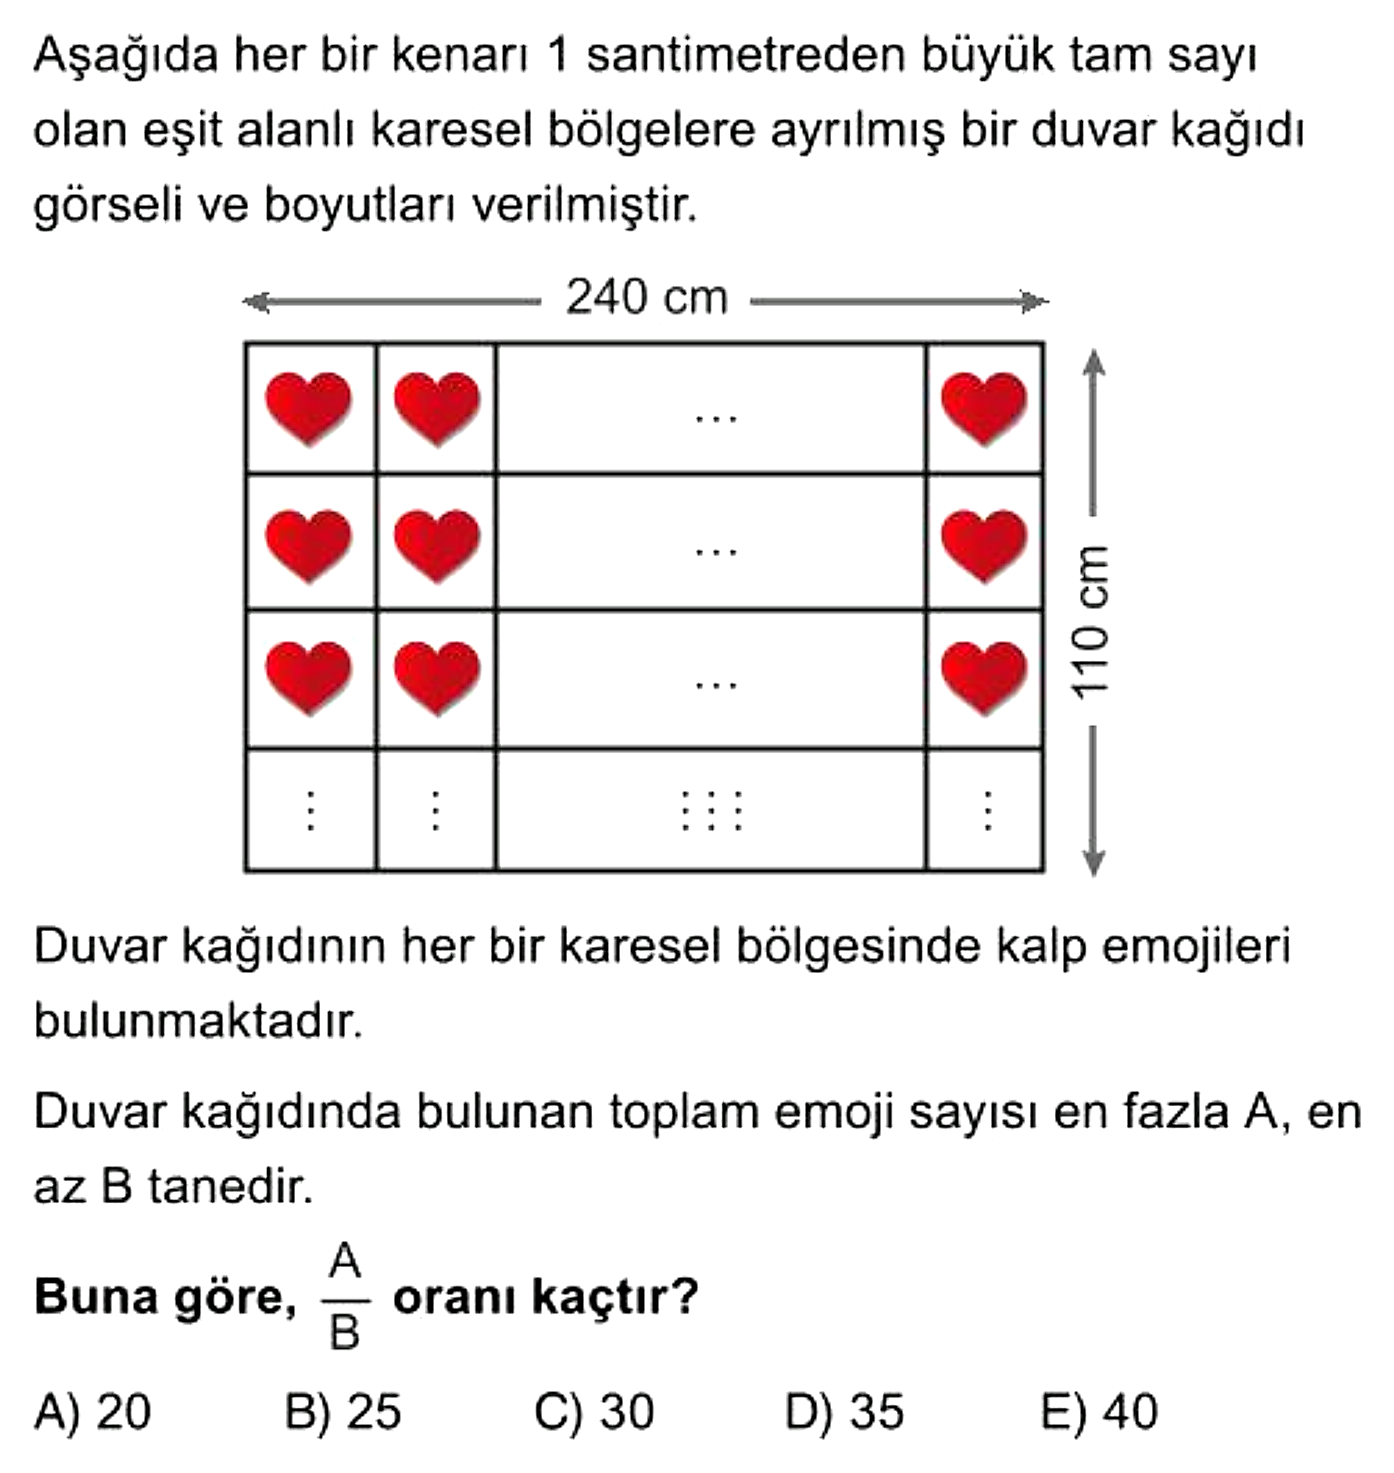 Aşağıda her bir kenarı 1 santimetreden büyük tam sayı
olan eşit alanlı karesel bölgelere ayrılmış bir duvar kağıdı
görseli ve boyutları verilmiştir.
240 cm
...
...
...
110 cm
Duvar kağıdının her bir karesel bölgesinde kalp emojileri
bulunmaktadır.
Duvar kağıdında bulunan toplam emoji sayısı en fazla A, en
az B tanedir.
Buna göre, A/B oranı kaçtır?
A) 20 B) 25 C) 30 D) 35 E) 40